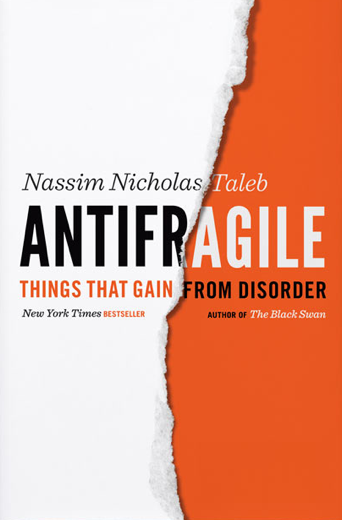 Nassim Nicholas Taleb
ANTIFRAGILE
THINGS THAT GAIN FROM DISORDER
New York Times BESTSELLER
AUTHOR OF The Black Swan